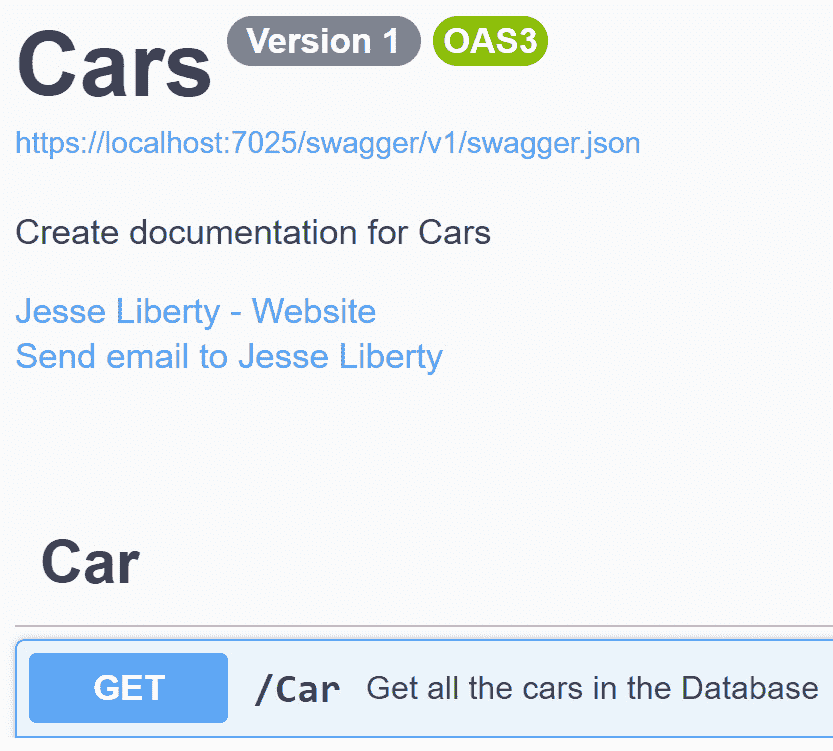 Cars Version 1 OAS3
https://localhost:7025/swagger/v1/swagger.json
Create documentation for Cars
Jesse Liberty - Website
Send email to Jesse Liberty
Car
GET /Car Get all the cars in the Database